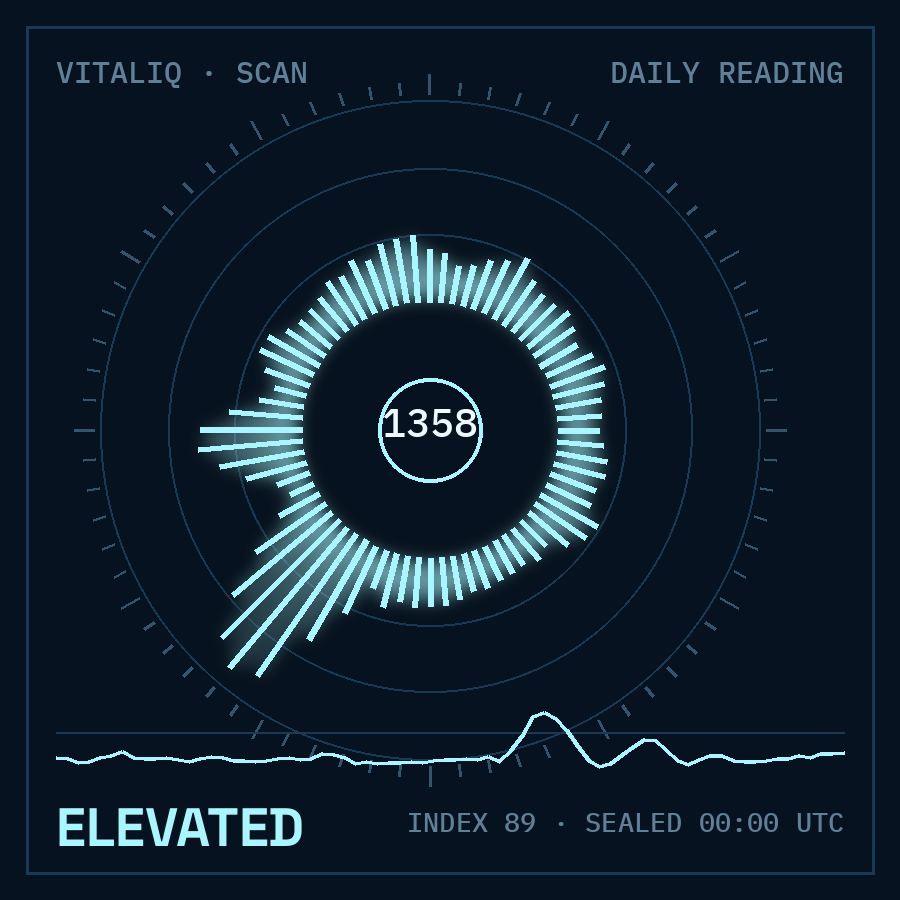 VITALIQ · SCAN
DAILY READING
1358
ELEVATED
INDEX 89 · SEALED 00:00 UTC